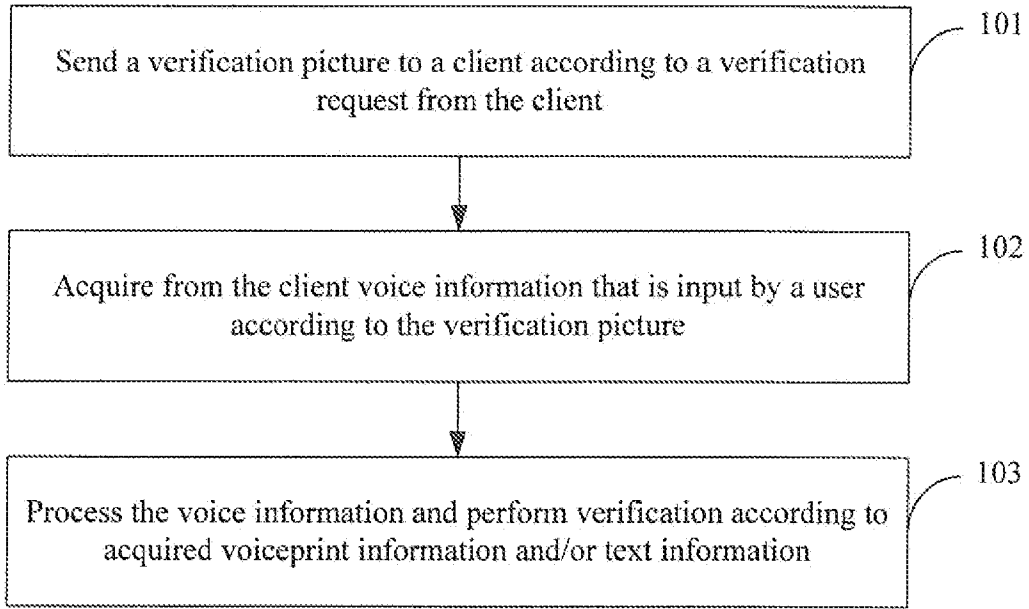 Send a verification picture to a client according to a verification
request from the client
101
Acquire from the client voice information that is input by a user
according to the verification picture
102
Process the voice information and perform verification according to
acquired voiceprint information and/or text information
103